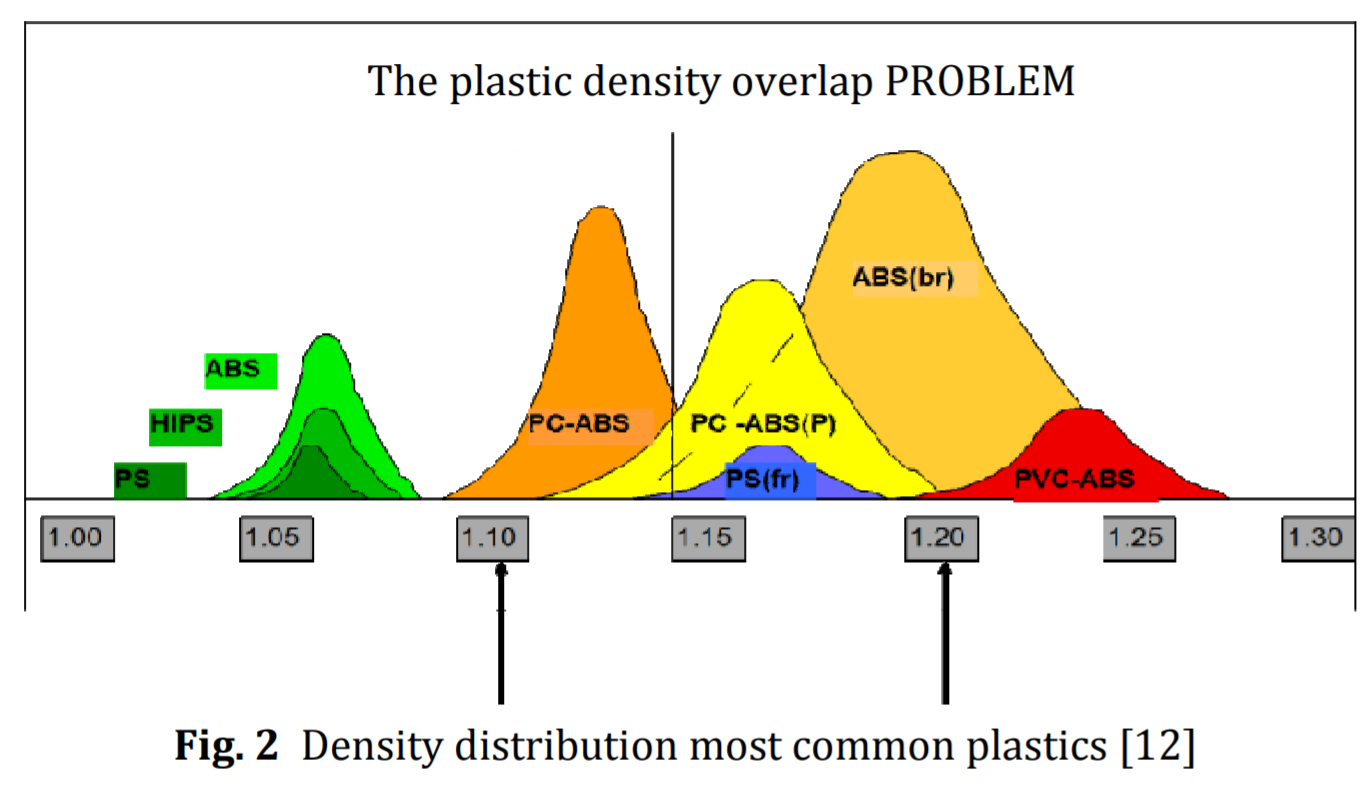 The plastic density overlap PROBLEM
ABS(br)
ABS
HIPS
PC-ABS
PC -ABS(P)
PS
PS(fr)
PVC-ABS
1.00
1.05
1.10
1.15
1.20
1.25
1.30
Fig. 2 Density distribution most common plastics [12]